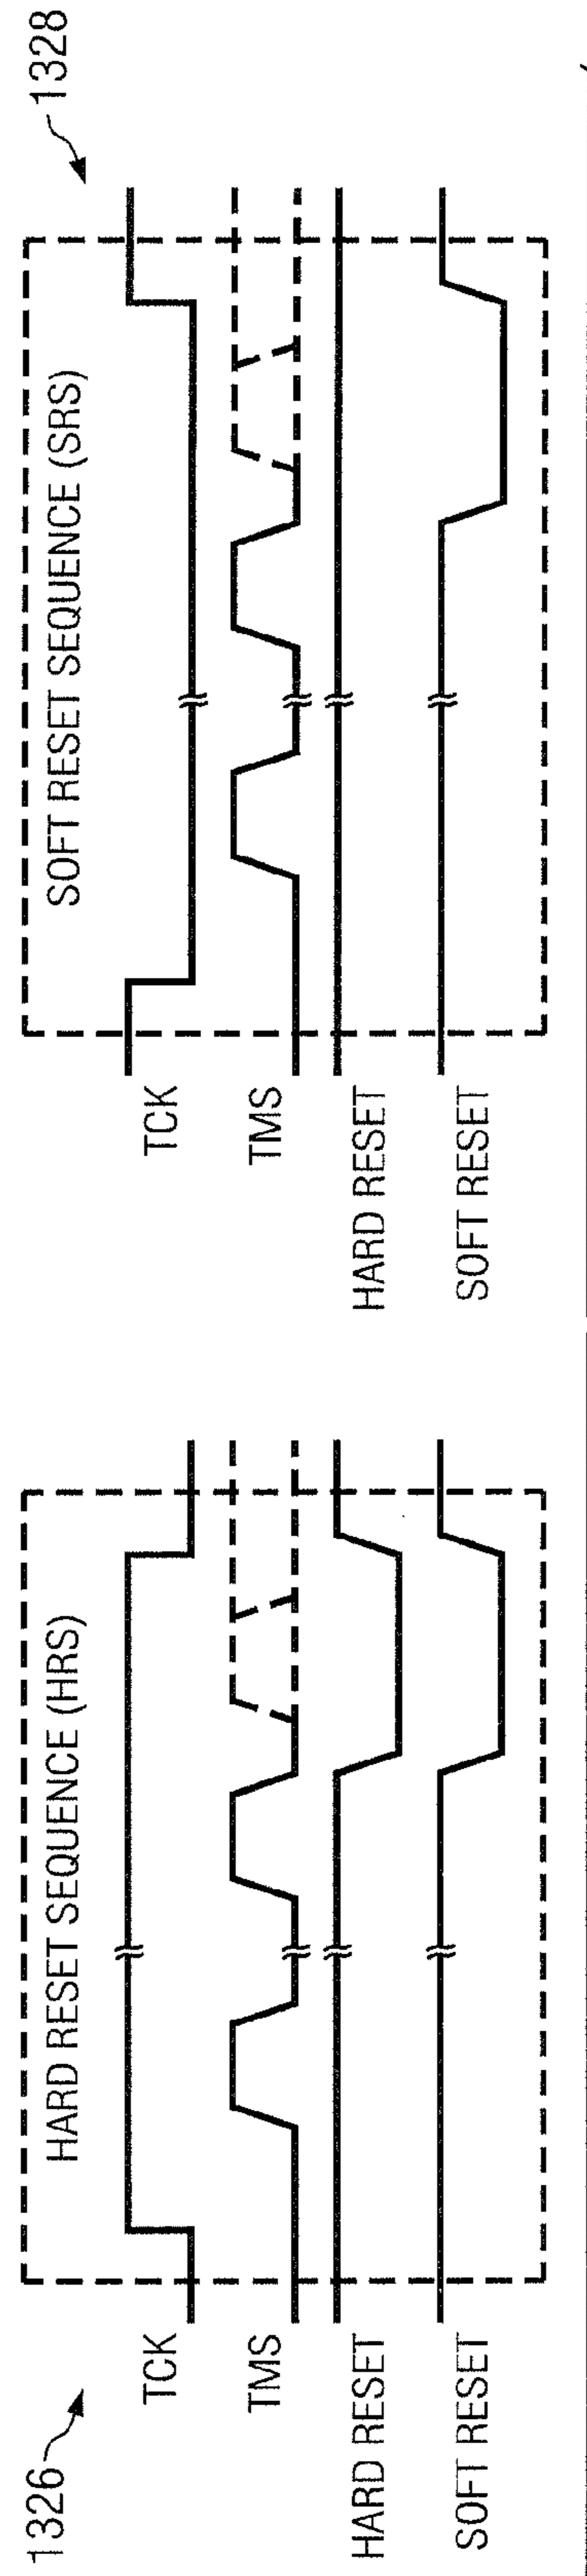 1326
HARD RESET SEQUENCE (HRS)
TCK
TMS
HARD RESET
SOFT RESET
1328
SOFT RESET SEQUENCE (SRS)
TCK
TMS
HARD RESET
SOFT RESET